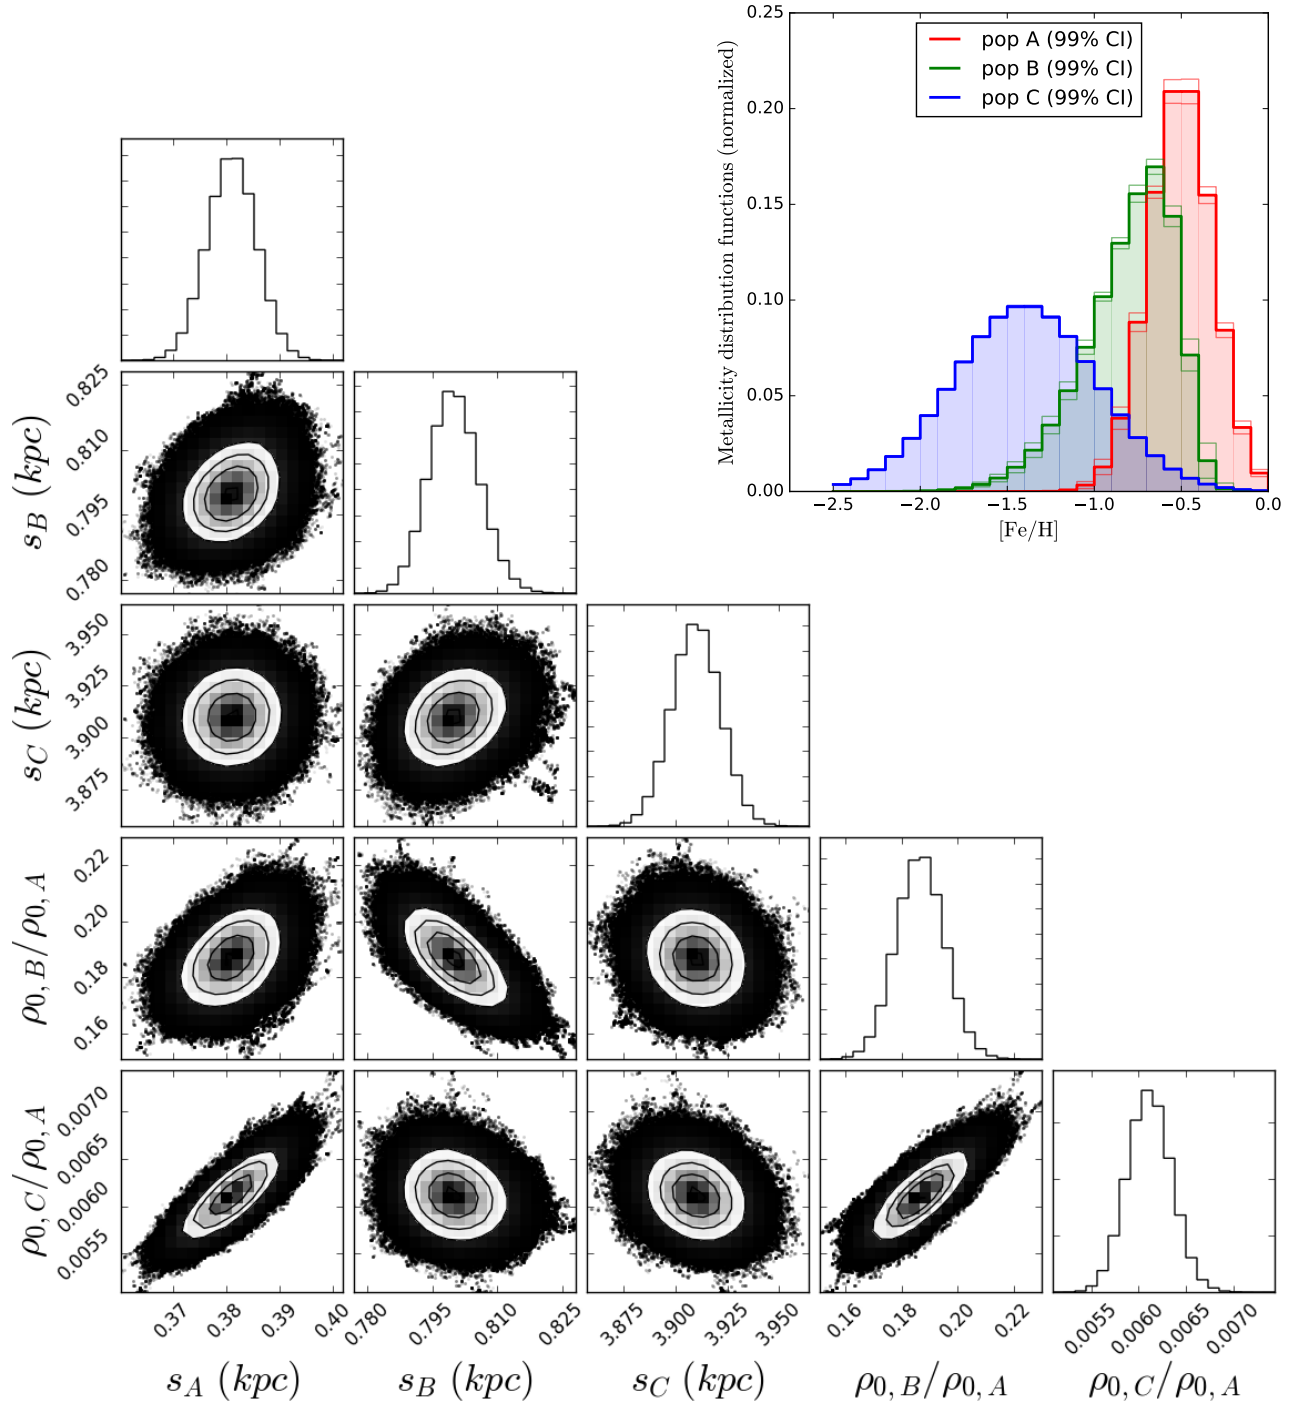 0.25
0.20
0.15
0.10
0.05
0.00
Metallicity distribution functions (normalized)
pop A (99% CI)
pop B (99% CI)
pop C (99% CI)
−2.5 −2.0 −1.5 −1.0 −0.5 0.0
[Fe/H]
s_B (kpc)
0.825
0.810
0.795
0.780
s_C (kpc)
3.950
3.925
3.900
3.875
ρ_{0,B}/ρ_{0,A}
0.22
0.20
0.18
0.16
ρ_{0,C}/ρ_{0,A}
0.0070
0.0065
0.0060
0.0055
0.37 0.38 0.39 0.40
0.780 0.795 0.810 0.825
3.875 3.900 3.925 3.950
0.16 0.18 0.20 0.22
0.0055 0.0060 0.0065 0.0070
s_A (kpc) s_B (kpc) s_C (kpc) ρ_{0,B}/ρ_{0,A} ρ_{0,C}/ρ_{0,A}